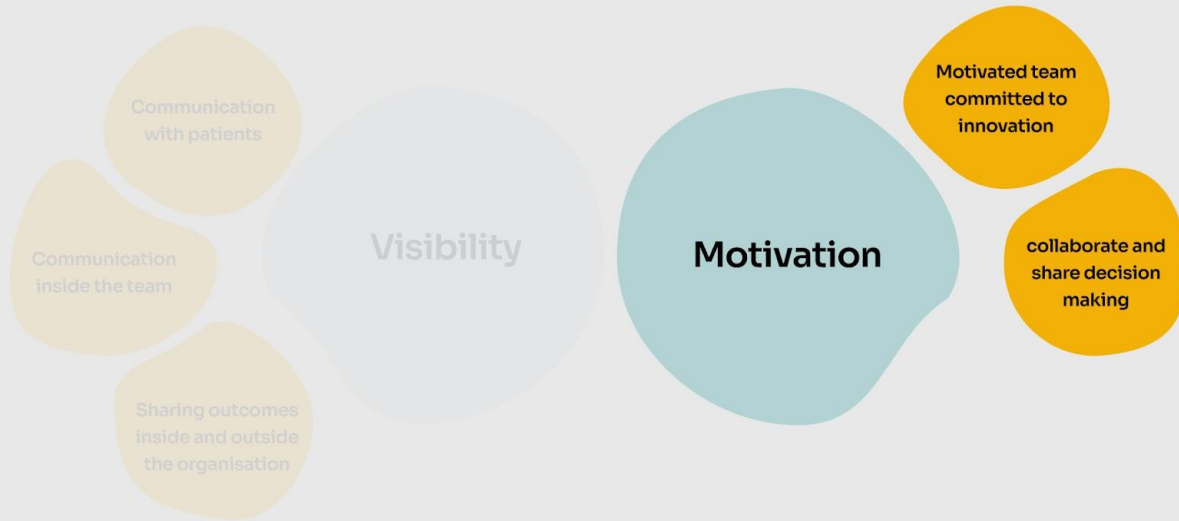 Communication
with patients
Communication
inside the team
Sharing outcomes
inside and outside
the organisation
Visibility
Motivation
Motivated team
committed to
innovation
collaborate and
share decision
making